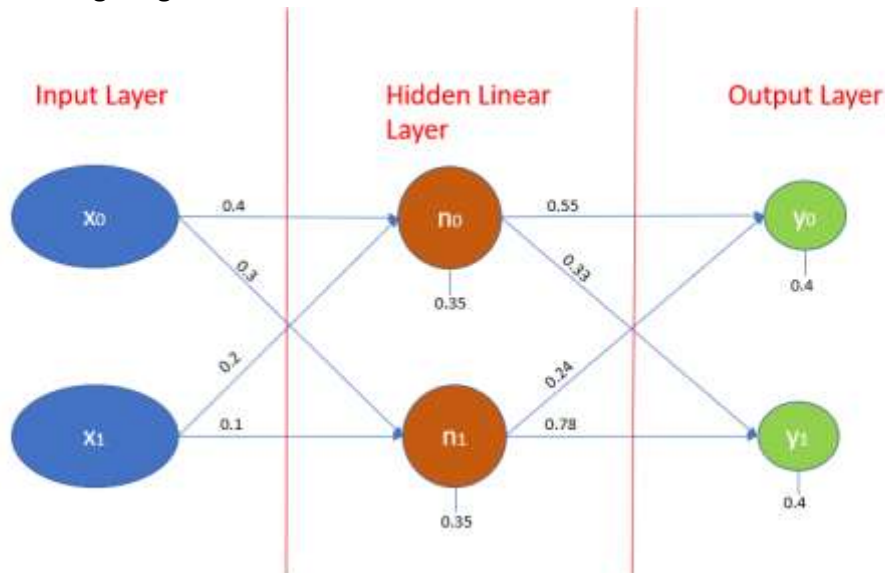 Input Layer
Hidden Linear
Layer
Output Layer
x0
0.4
n0
0.55
y0
0.3
0.33
0.35
0.4
0.2
0.24
x1
0.1
n1
0.78
y1
0.35
0.4